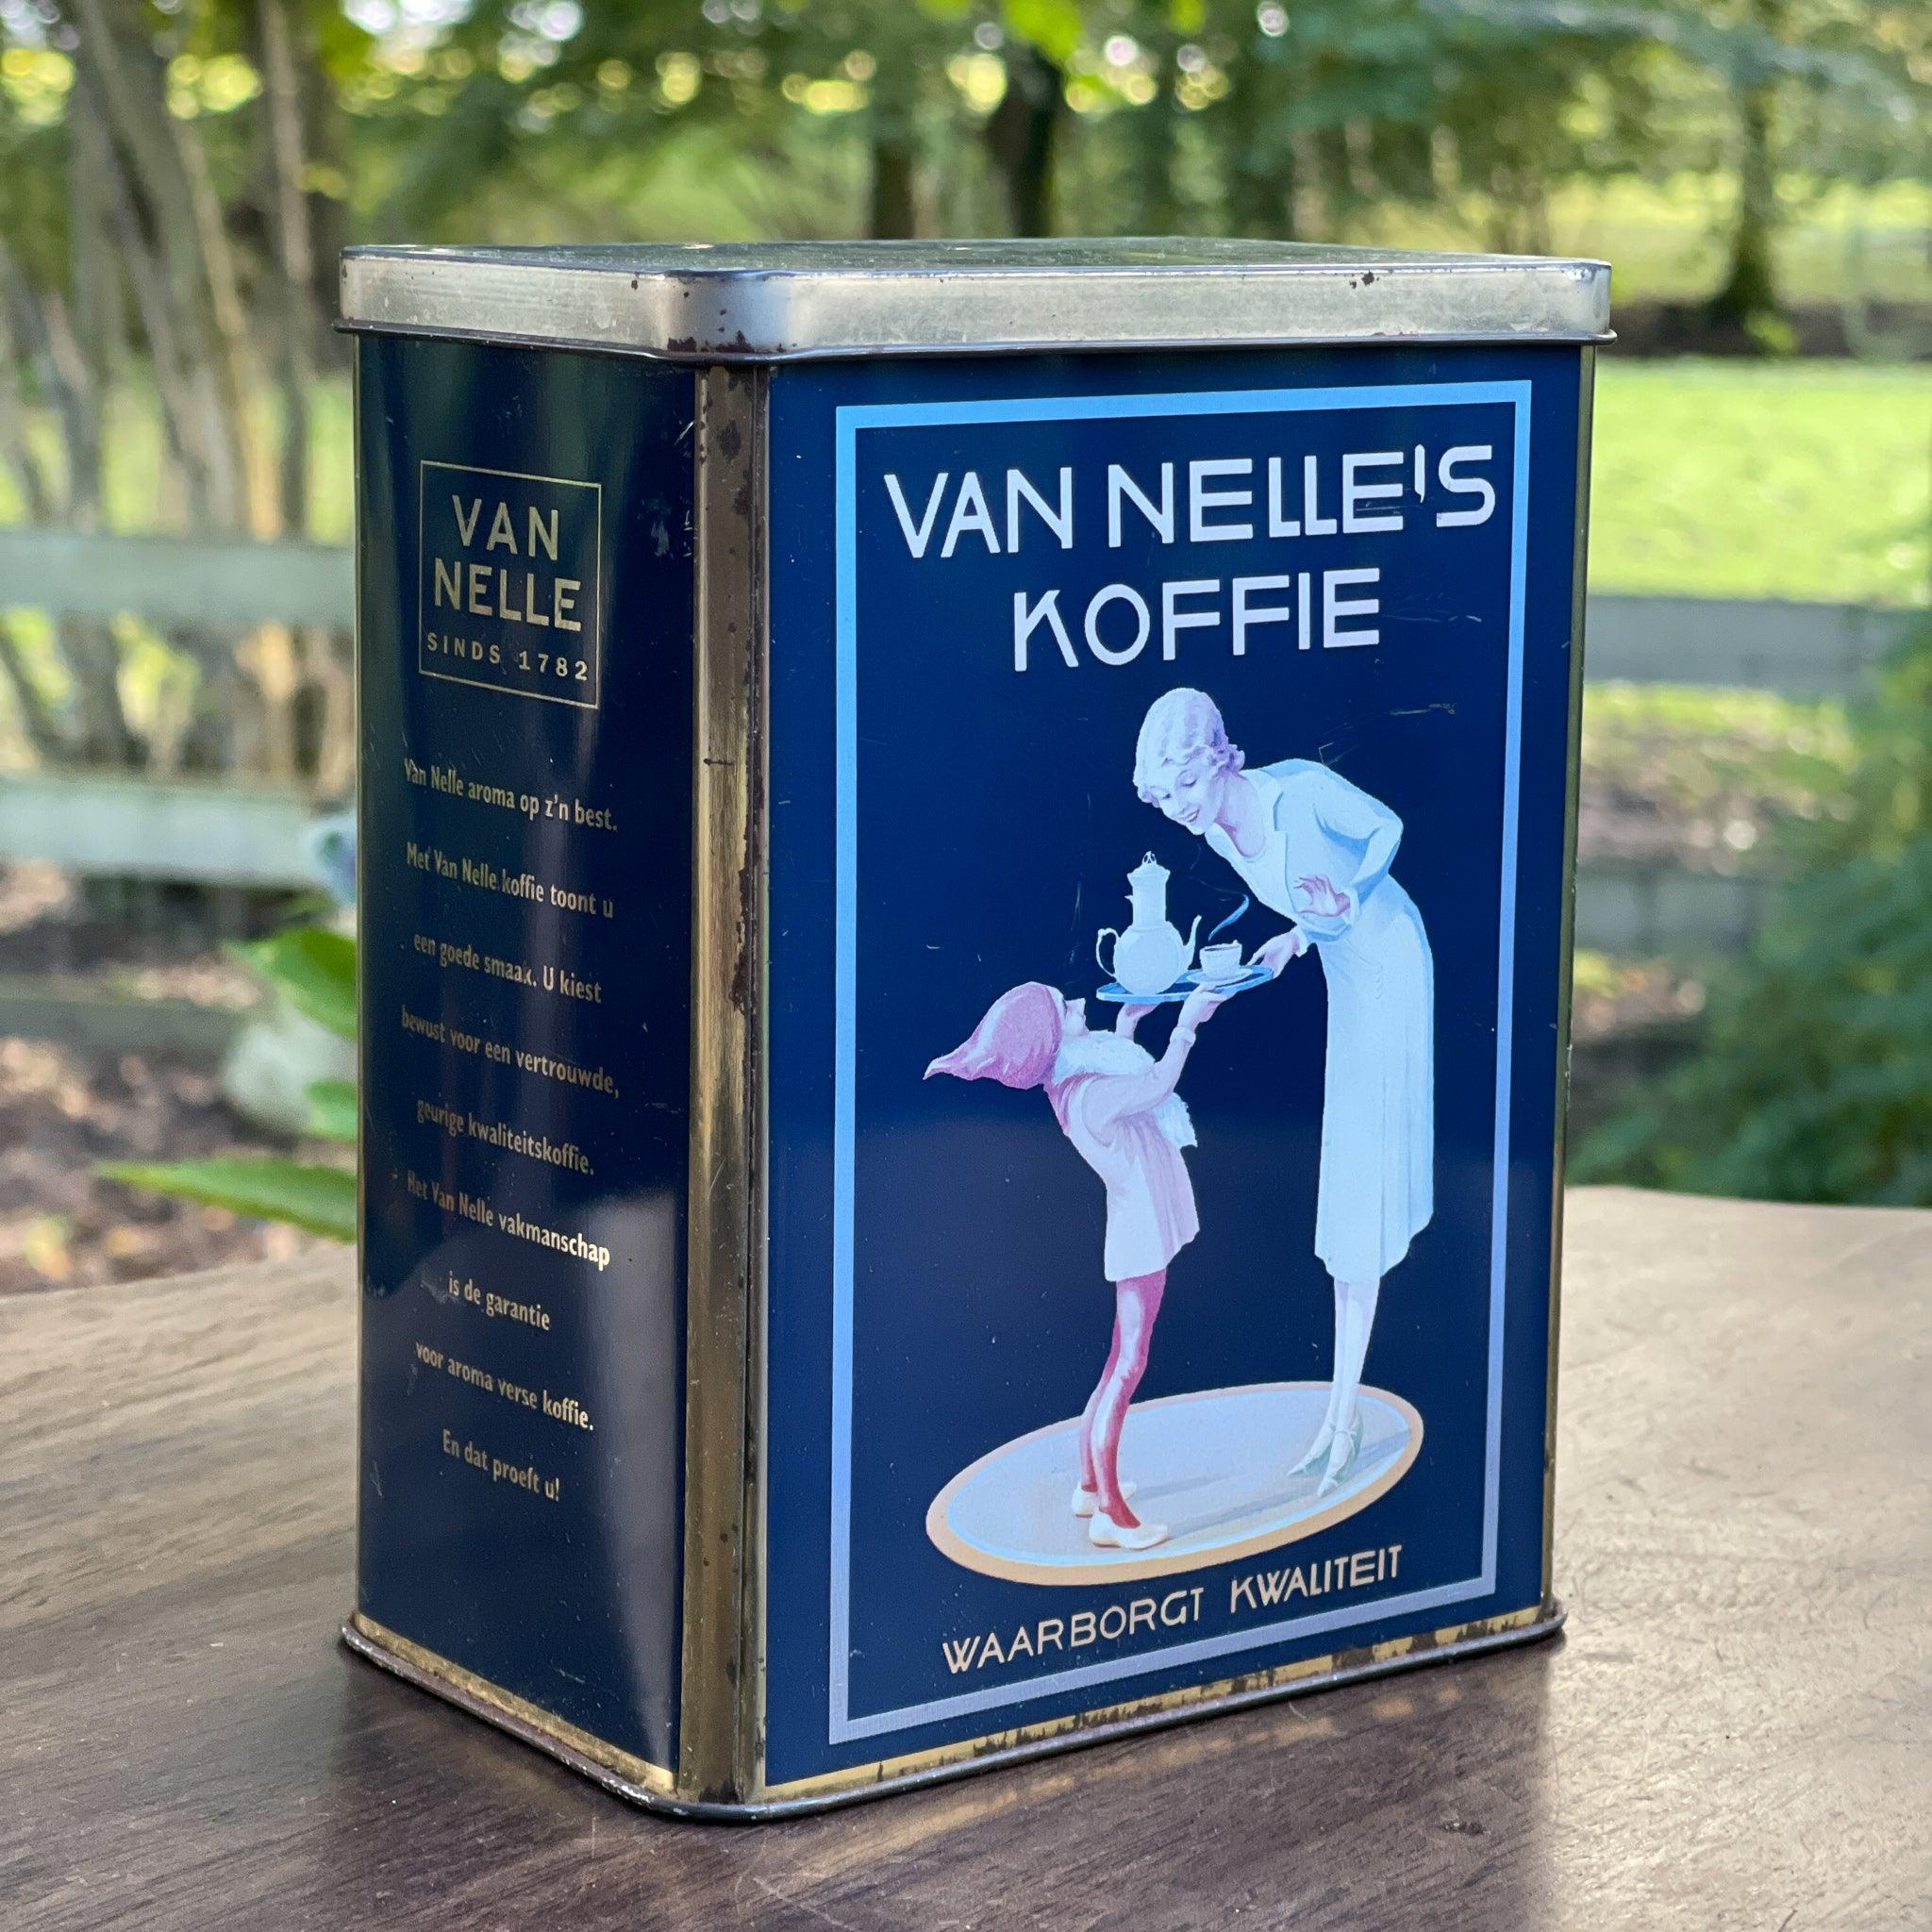 VAN
NELLE
SINDS 1782
Van Nelle aroma op z'n best.
Met Van Nelle koffie toont u
een goede smaak. U kiest
bewust voor een vertrouwde,
geurige kwaliteitskoffie.
Het Van Nelle vakmanschap
is de garantie
voor aroma verse koffie.
En dat proeft u!
VAN NELLE'S
KOFFIE
WAARBORGT KWALITEIT